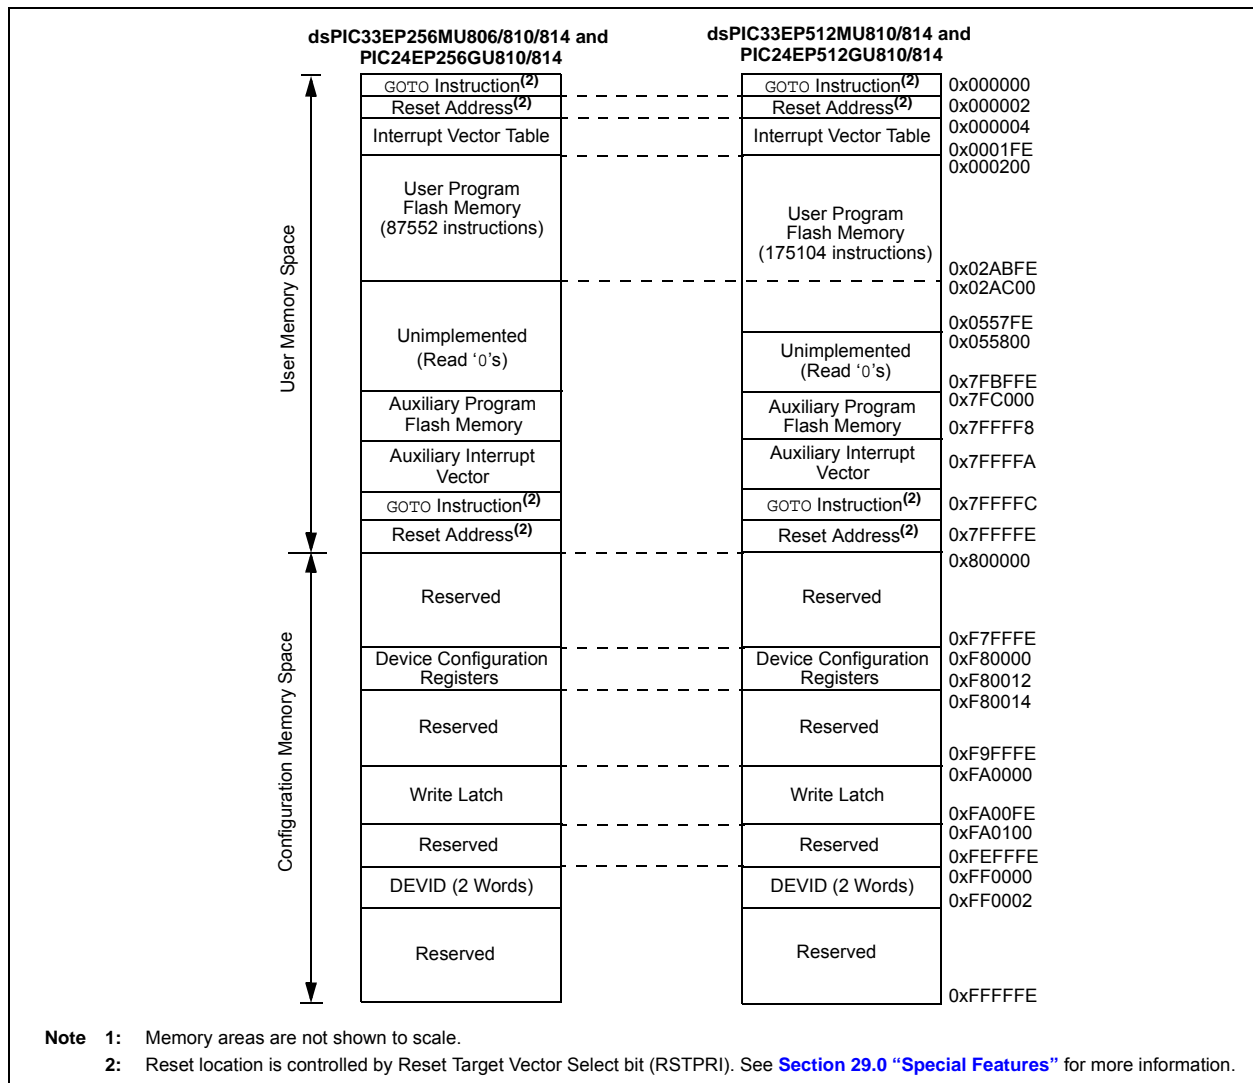 dsPIC33EP256MU806/810/814 and
PIC24EP256GU810/814
dsPIC33EP512MU810/814 and
PIC24EP512GU810/814
User Memory Space
Configuration Memory Space
GOTO Instruction(2)
Reset Address(2)
Interrupt Vector Table
User Program
Flash Memory
(87552 instructions)
Unimplemented
(Read ‘0’s)
Auxiliary Program
Flash Memory
Auxiliary Interrupt
Vector
GOTO Instruction(2)
Reset Address(2)
Reserved
Device Configuration
Registers
Reserved
Write Latch
Reserved
DEVID (2 Words)
Reserved
GOTO Instruction(2)
Reset Address(2)
Interrupt Vector Table
User Program
Flash Memory
(175104 instructions)
Unimplemented
(Read ‘0’s)
Auxiliary Program
Flash Memory
Auxiliary Interrupt
Vector
GOTO Instruction(2)
Reset Address(2)
Reserved
Device Configuration
Registers
Reserved
Write Latch
Reserved
DEVID (2 Words)
Reserved
0x000000
0x000002
0x000004
0x0001FE
0x000200
0x02ABFE
0x02AC00
0x0557FE
0x055800
0x7FBFFE
0x7FC000
0x7FFFF8
0x7FFFFA
0x7FFFFC
0x7FFFFE
0x800000
0xF7FFFE
0xF80000
0xF80012
0xF80014
0xF9FFFE
0xFA0000
0xFA00FE
0xFA0100
0xFEFFFE
0xFF0000
0xFF0002
0xFFFFFE
Note 1: Memory areas are not shown to scale.
2: Reset location is controlled by Reset Target Vector Select bit (RSTPRI). See Section 29.0 “Special Features” for more information.